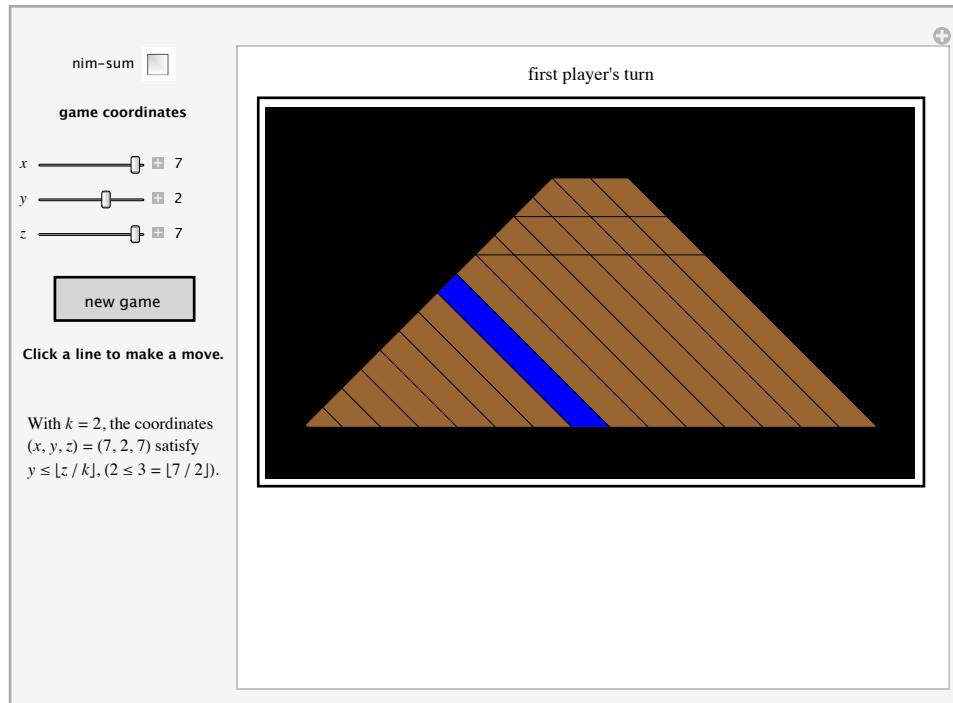 nim-sum
first player's turn
game coordinates
x 7
y 2
z 7
new game
Click a line to make a move.
With k = 2, the coordinates
(x, y, z) = (7, 2, 7) satisfy
y ≤ ⌊z / k⌋, (2 ≤ 3 = ⌊7 / 2⌋).